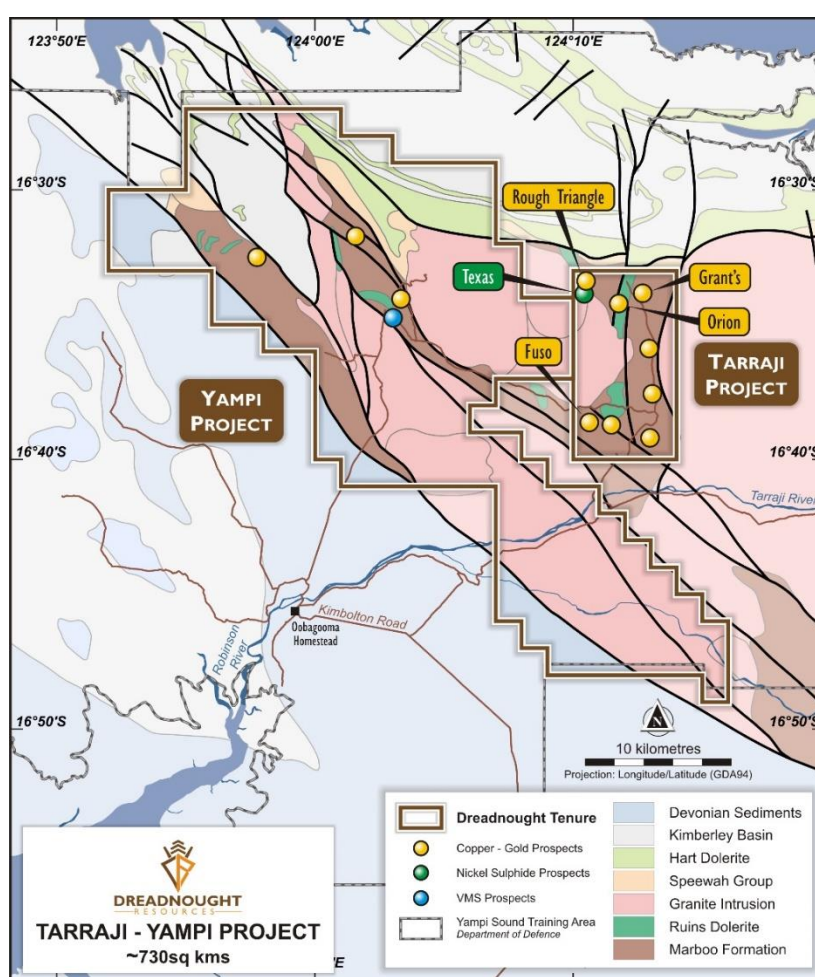 123°50'E
124°00'E
124°10'E
16°30'S
16°30'S
Rough Triangle
Texas
Grant's
Orion
Fuso
TARRAJI
PROJECT
YAMPI
PROJECT
16°40'S
16°40'S
Tarraji River
Kimbolton Road
Oobagooma
Homestead
Robinson
River
16°50'S
16°50'S
N
10 kilometres
Projection: Longitude/Latitude (GDA94)
Dreadnought Tenure
Copper - Gold Prospects
Nickel Sulphide Prospects
VMS Prospects
Yampi Sound Training Area
Department of Defence
Devonian Sediments
Kimberley Basin
Hart Dolerite
Speewah Group
Granite Intrusion
Ruins Dolerite
Marboo Formation
DREADNOUGHT
RESOURCES
TARRAJI - YAMPI PROJECT
~730sq kms